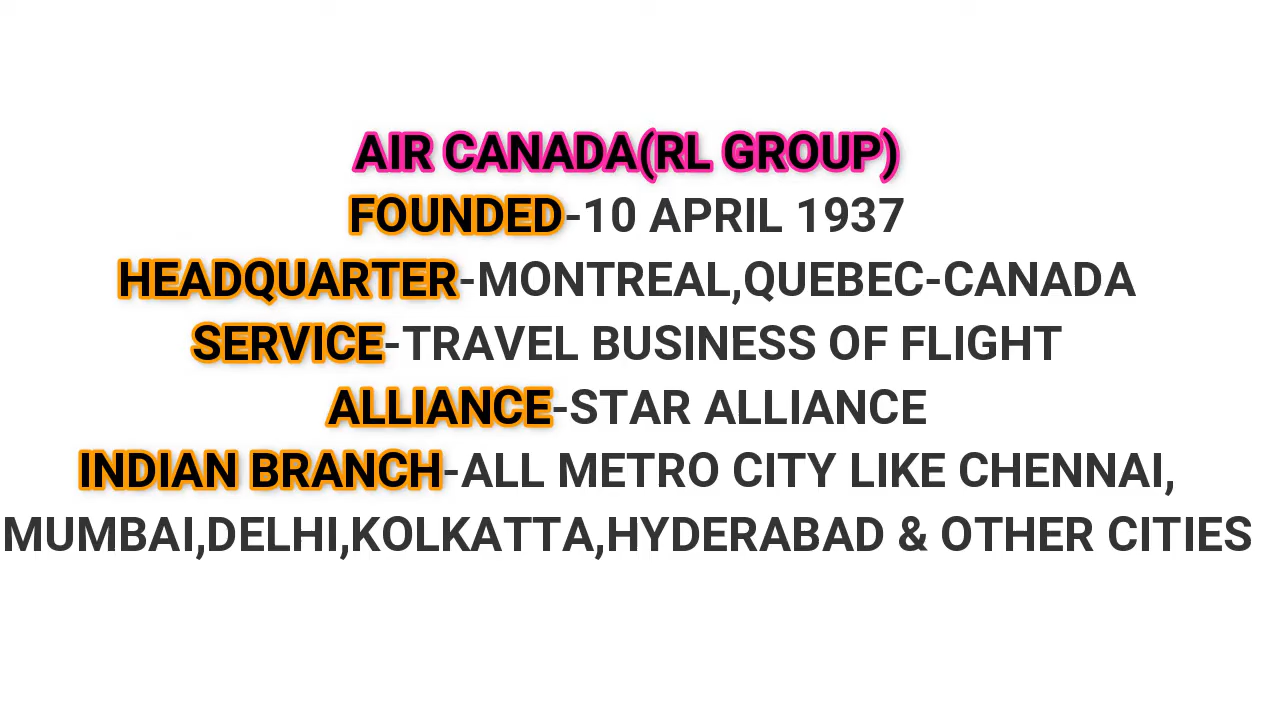 AIR CANADA(RL GROUP)
FOUNDED-10 APRIL 1937
HEADQUARTER-MONTREAL,QUEBEC-CANADA
SERVICE-TRAVEL BUSINESS OF FLIGHT
ALLIANCE-STAR ALLIANCE
INDIAN BRANCH-ALL METRO CITY LIKE CHENNAI,
MUMBAI,DELHI,KOLKATTA,HYDERABAD & OTHER CITIES